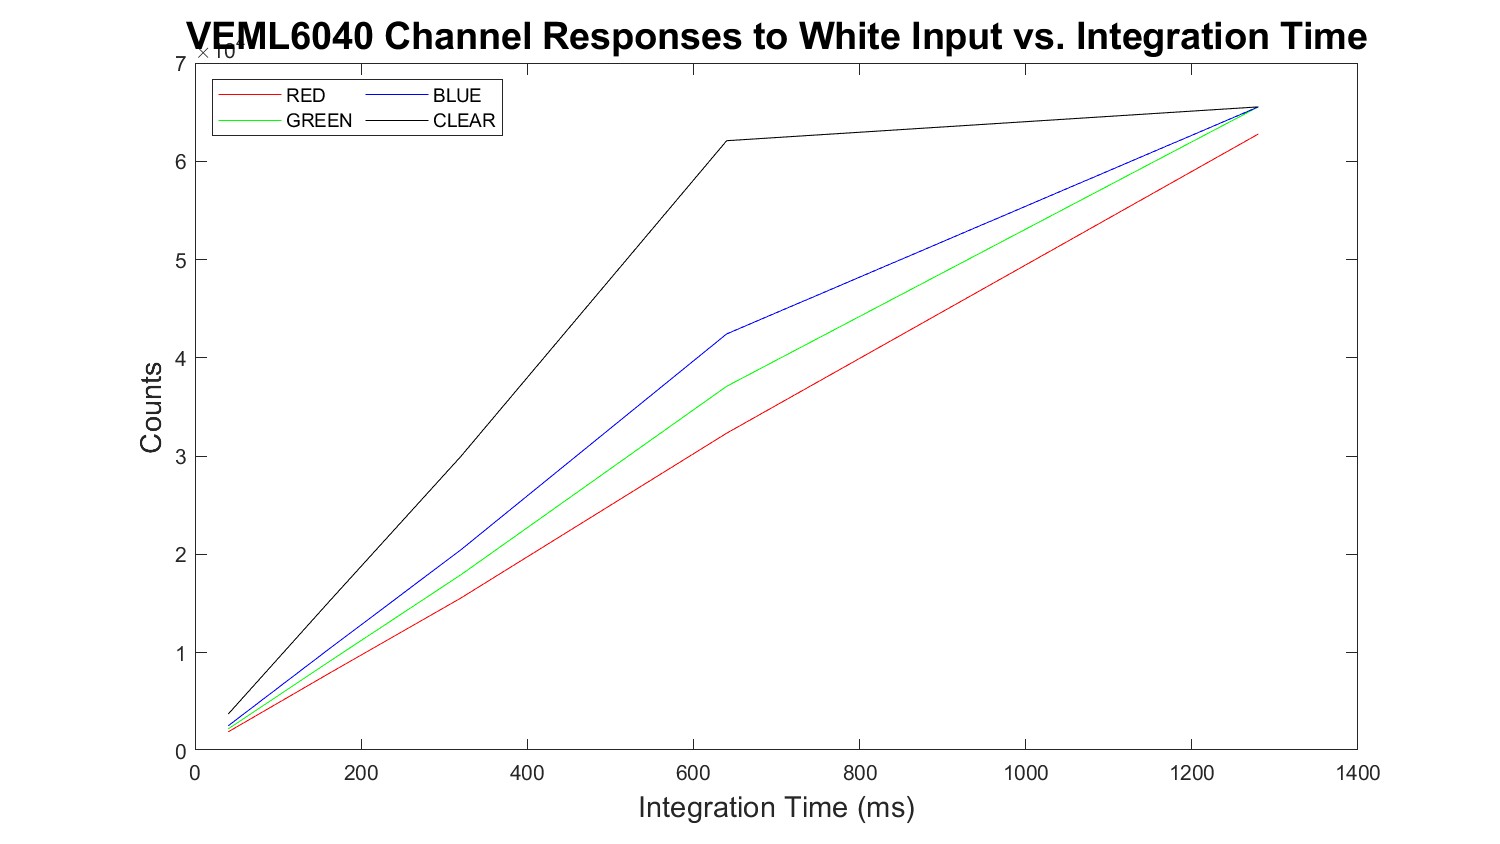 VEML6040 Channel Responses to White Input vs. Integration Time
×10⁴
7
6
5
4
3
2
1
0
RED BLUE
GREEN CLEAR
Counts
0 200 400 600 800 1000 1200 1400
Integration Time (ms)